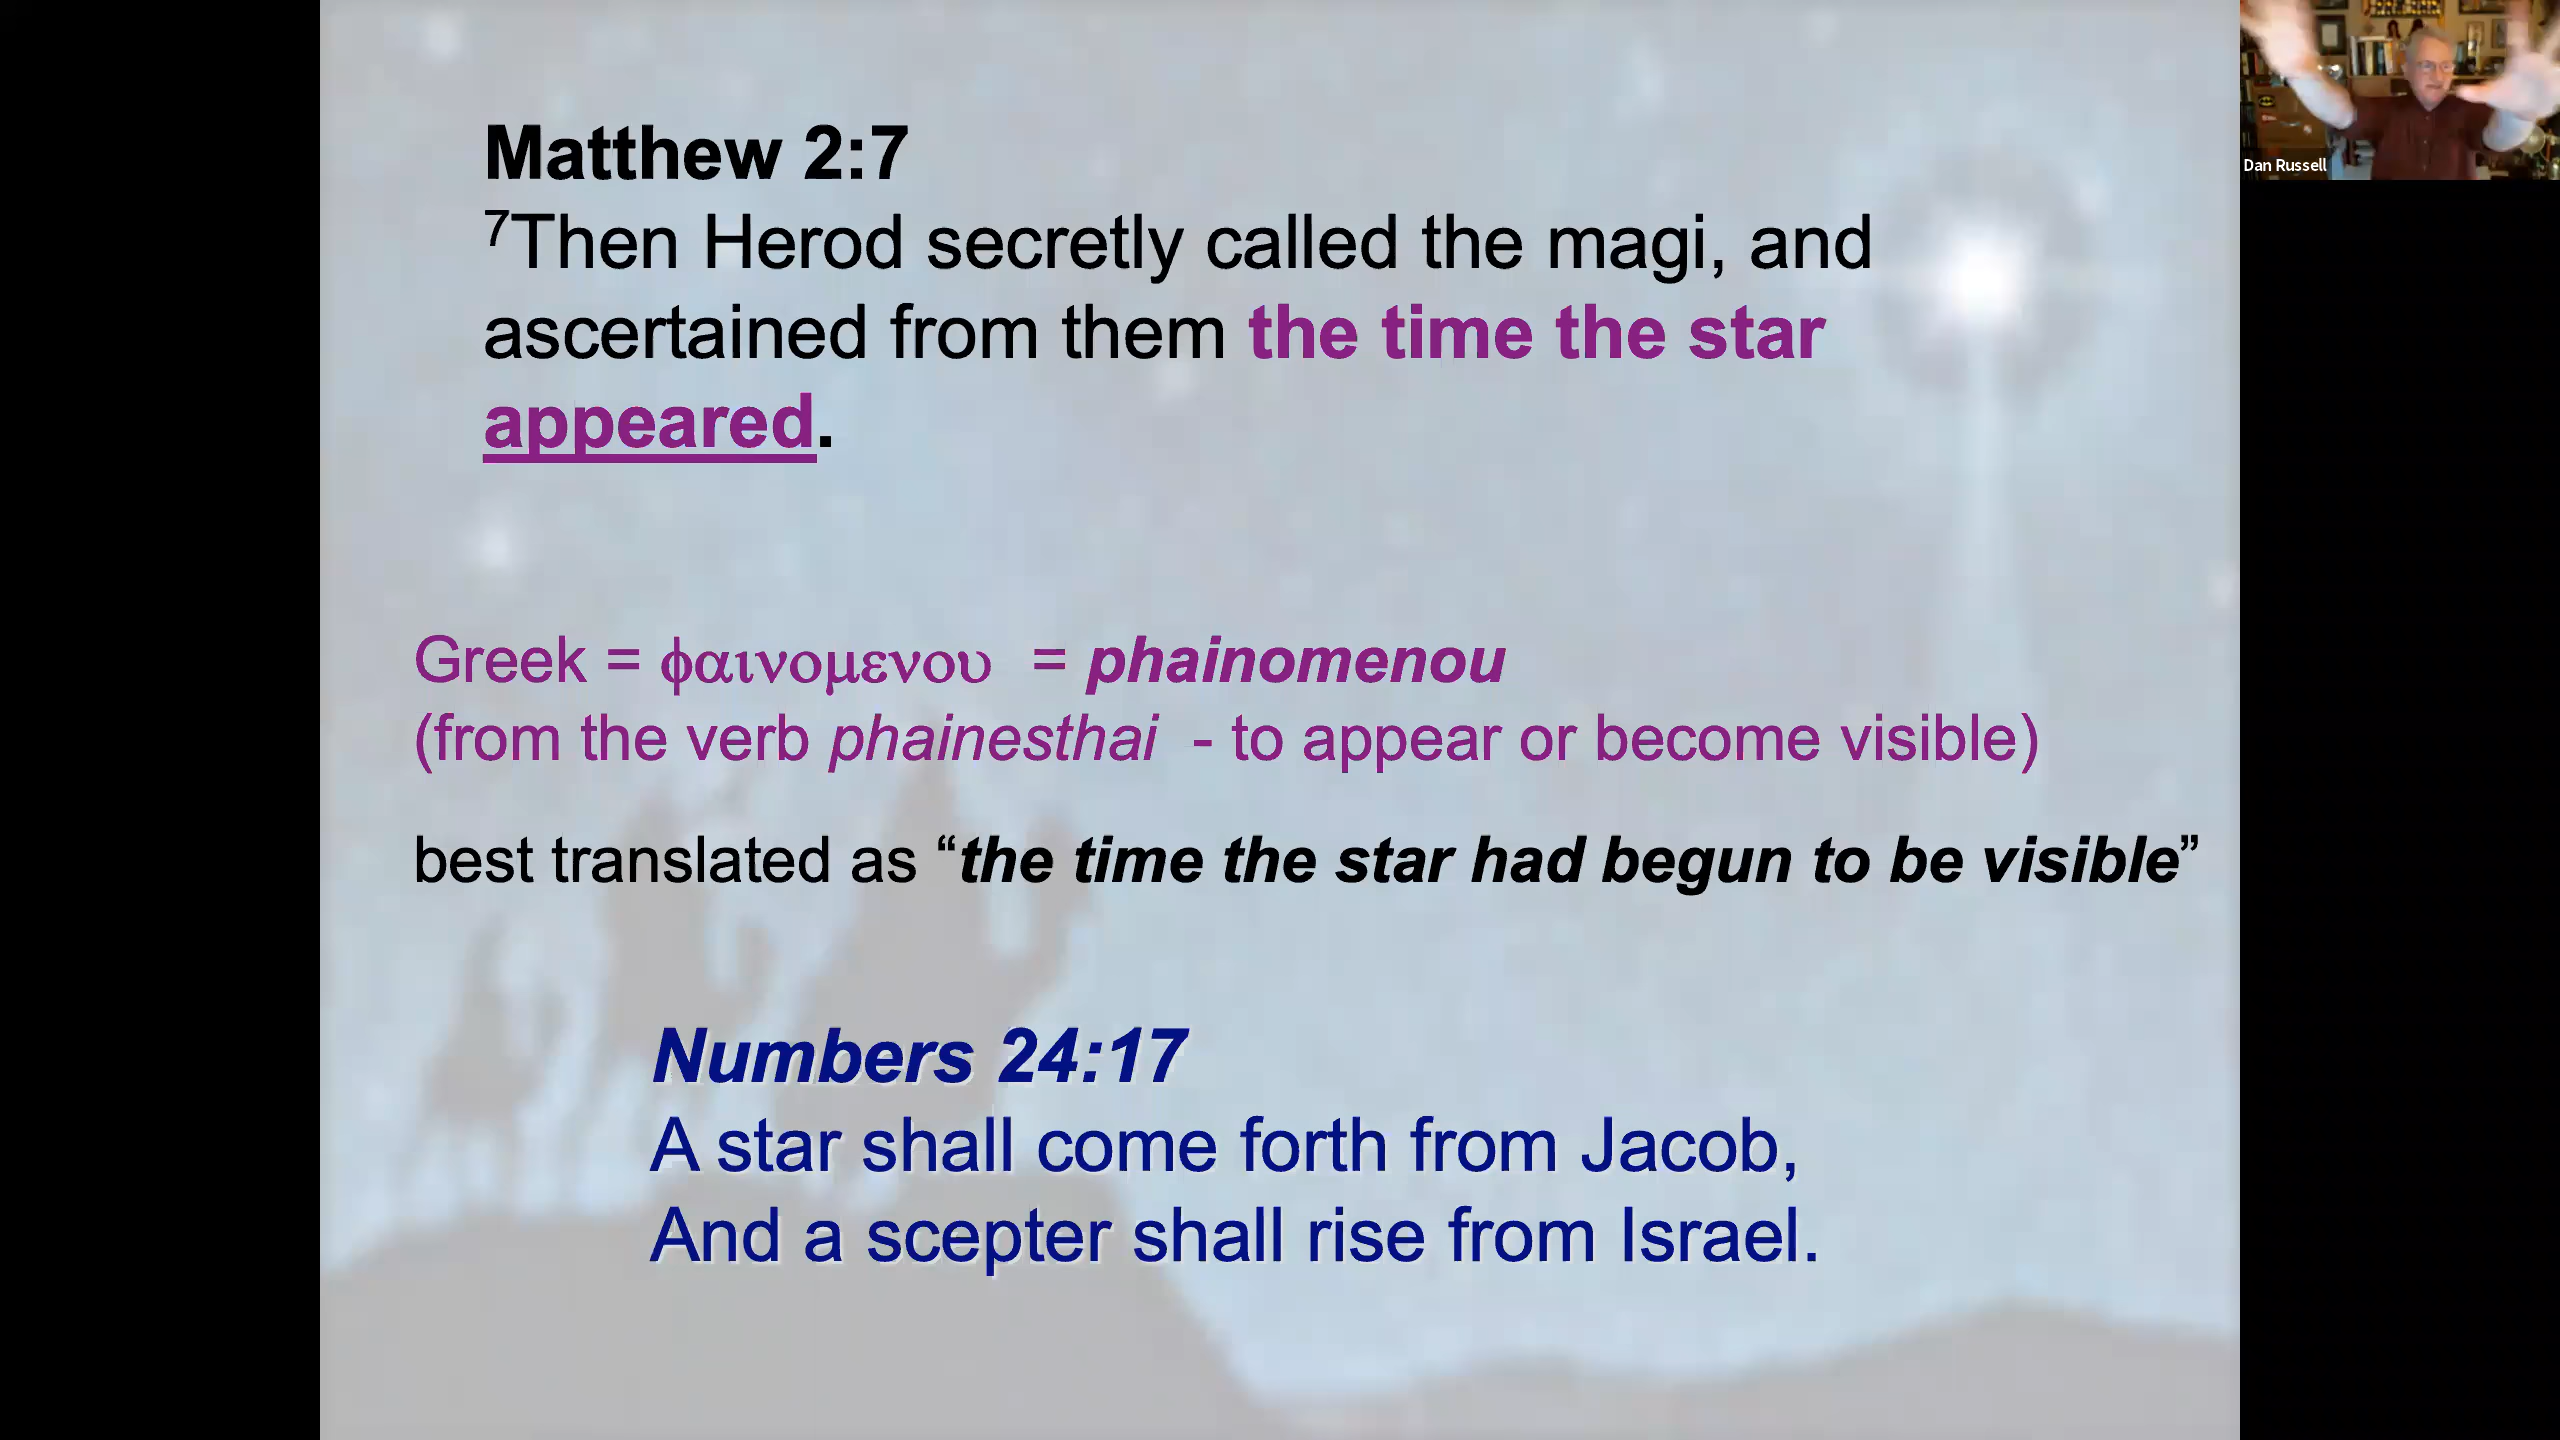 Matthew 2:7
⁷Then Herod secretly called the magi, and
ascertained from them the time the star
appeared.
Greek = φαινομενου = phainomenou
(from the verb phainesthai - to appear or become visible)
best translated as “the time the star had begun to be visible”
Numbers 24:17
A star shall come forth from Jacob,
And a scepter shall rise from Israel.
Dan Russell